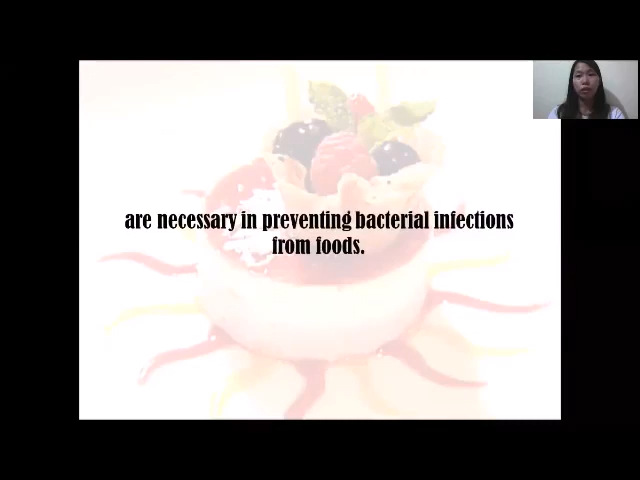 are necessary in preventing bacterial infections
from foods.